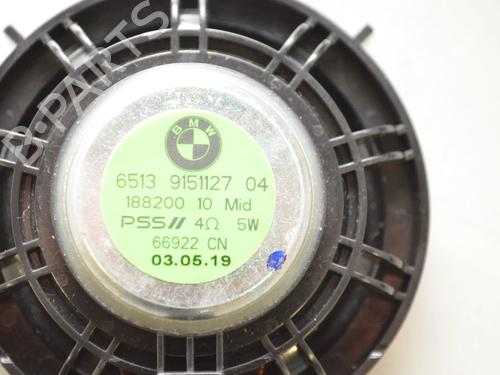 B-PARTS
BMW
6513 9151127 04
188200 10 Mid
PSS// 4Ω 5W
66922 CN
03.05.19